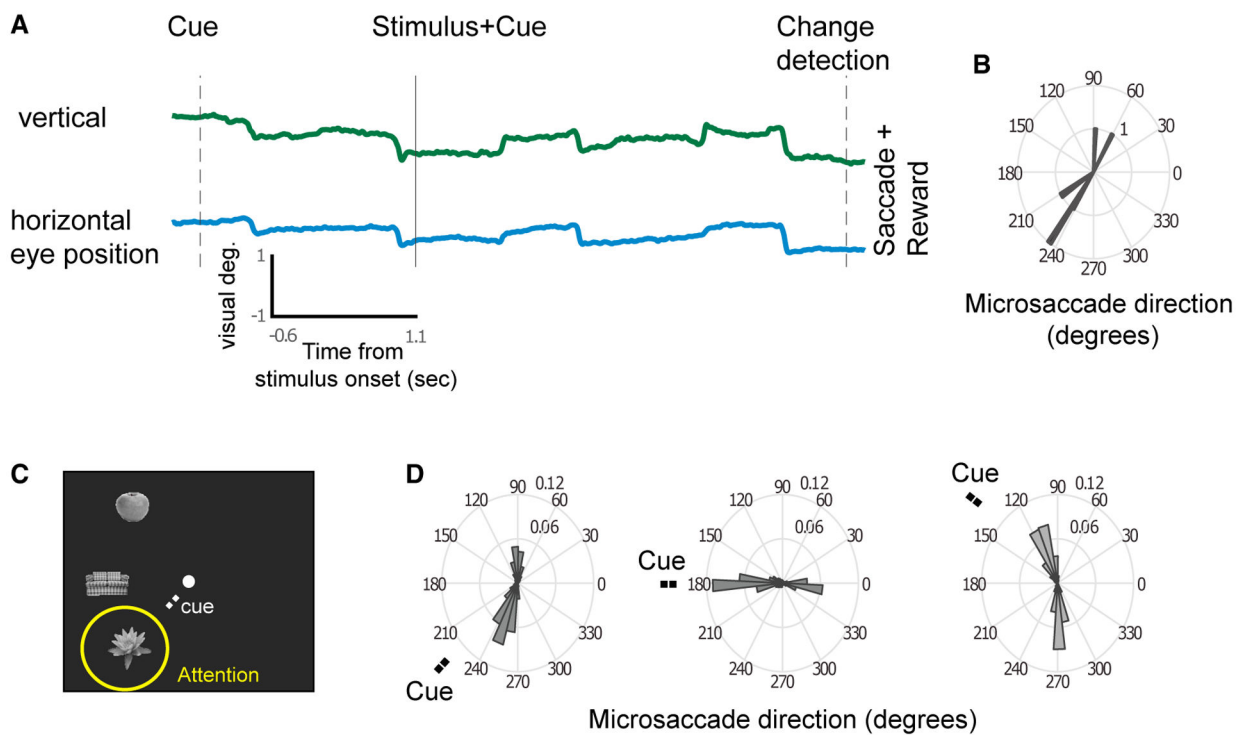 A
Cue
Stimulus+Cue
Change
detection
vertical
horizontal
eye position
Saccade +
Reward
visual deg.
1
-1
-0.6
1.1
Time from
stimulus onset (sec)
B
90
120
60
150
1
30
180
0
210
330
240
300
270
Microsaccade direction
(degrees)
C
cue
Attention
D
90
0.12
120
60
0.06
150
30
180
0
210
330
240
300
270
Cue
90
0.12
120
60
0.06
150
30
Cue
180
0
210
330
240
300
270
Cue
90
0.12
120
60
0.06
150
30
180
0
210
330
240
300
270
Microsaccade direction (degrees)